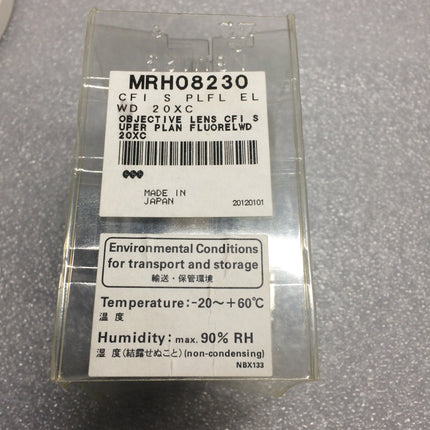 MRH08230
CFI S PLFL EL
WD 20XC
OBJECTIVE LENS CFI S
UPER PLAN FLUORELWD
20XC
MADE IN
JAPAN
20120101
Environmental Conditions
for transport and storage
輸送・保管環境
Temperature:-20～+60℃
温度
Humidity: max. 90% RH
湿度(結露せぬこと)(non-condensing)
NBX133